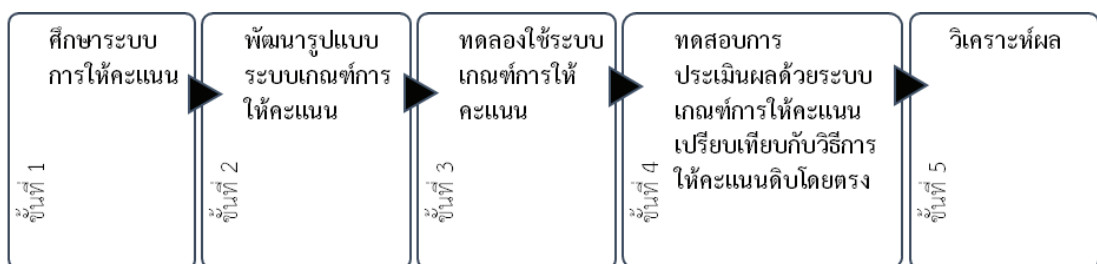 ศึกษาระบบ
การให้คะแนน
ขั้นที่ 1
พัฒนารูปแบบ
ระบบเกณฑ์การ
ให้คะแนน
ขั้นที่ 2
ทดลองใช้ระบบ
เกณฑ์การให้
คะแนน
ขั้นที่ 3
ทดสอบการ
ประเมินผลด้วยระบบ
เกณฑ์การให้คะแนน
เปรียบเทียบกับวิธีการ
ให้คะแนนดิบโดยตรง
ขั้นที่ 4
วิเคราะห์ผล
ขั้นที่ 5